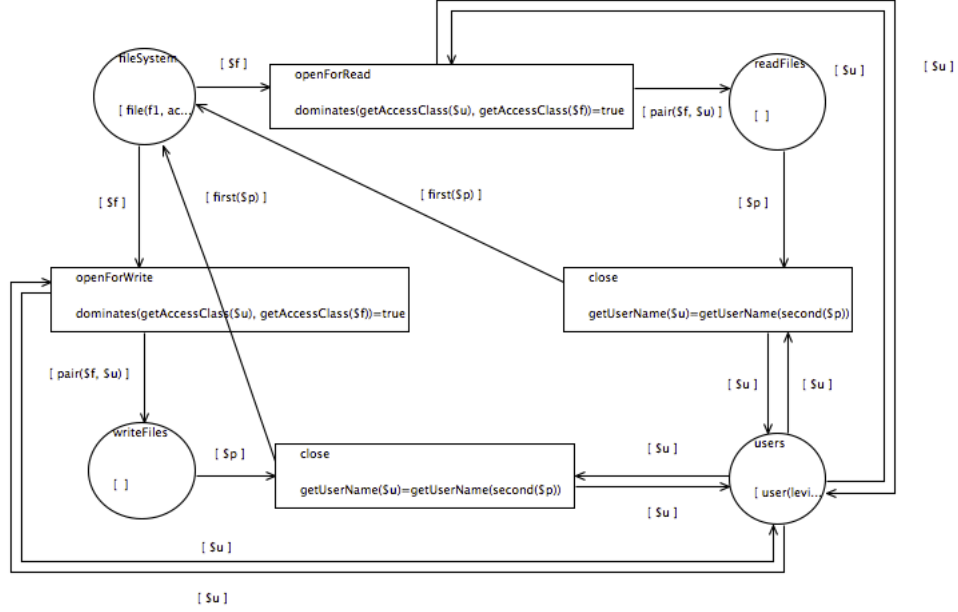 fileSystem
[ $f ]
openForRead
readFiles
[ $u ]
[ $u ]
[ file(f1, ac...
dominates(getAccessClass($u), getAccessClass($f))=true
[ pair($f, $u) ]
[ ]
[ $f ]
[ first($p) ]
[ first($p) ]
[ $p ]
openForWrite
close
dominates(getAccessClass($u), getAccessClass($f))=true
getUserName($u)=getUserName(second($p))
[ pair($f, $u) ]
[ $u ]
[ $u ]
writeFiles
[ $p ]
close
[ $u ]
users
[ ]
getUserName($u)=getUserName(second($p))
[ user(levi...
[ $u ]
[ $u ]
[ $u ]